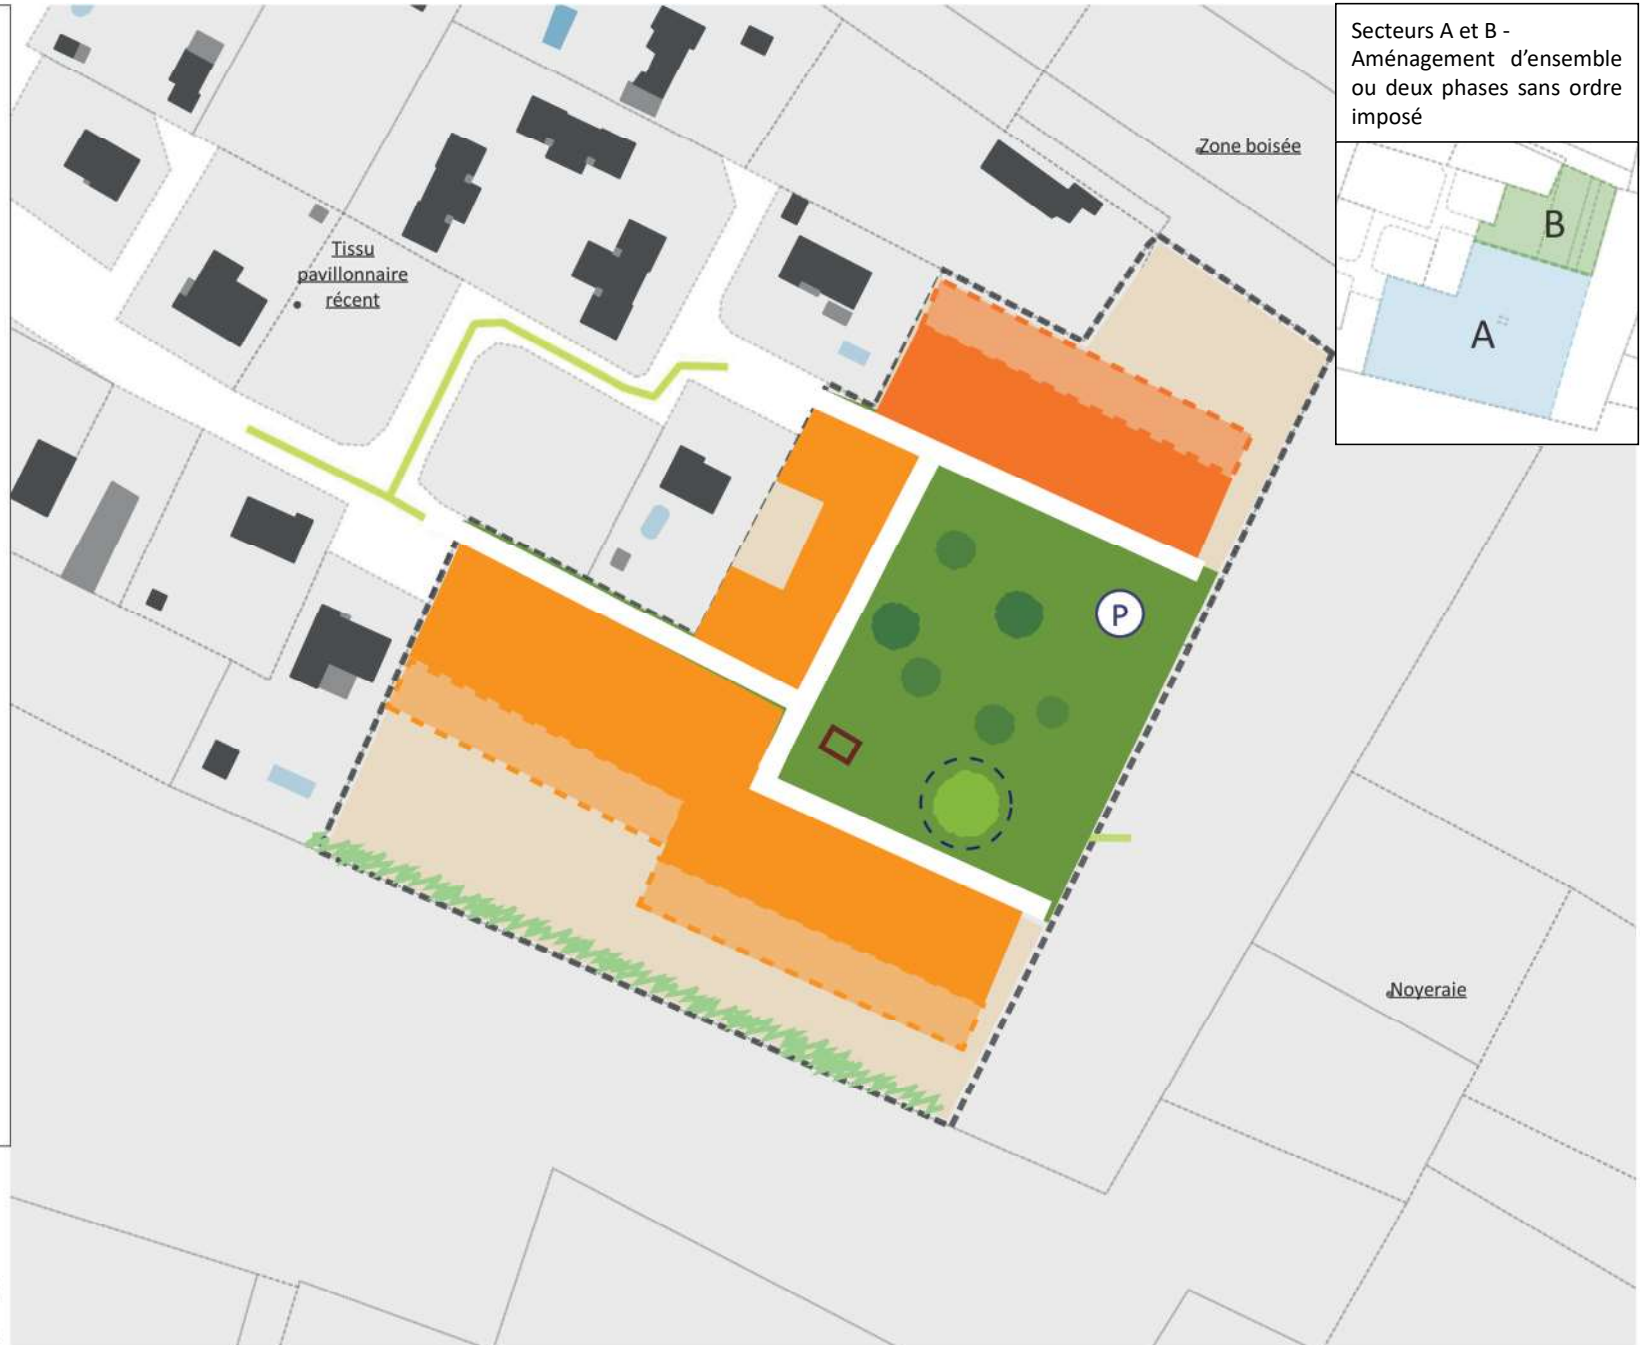 Secteurs A et B -
Aménagement d’ensemble
ou deux phases sans ordre
imposé
Zone boisée
B
A
Tissu
pavillonnaire
récent
P
Noyeraie